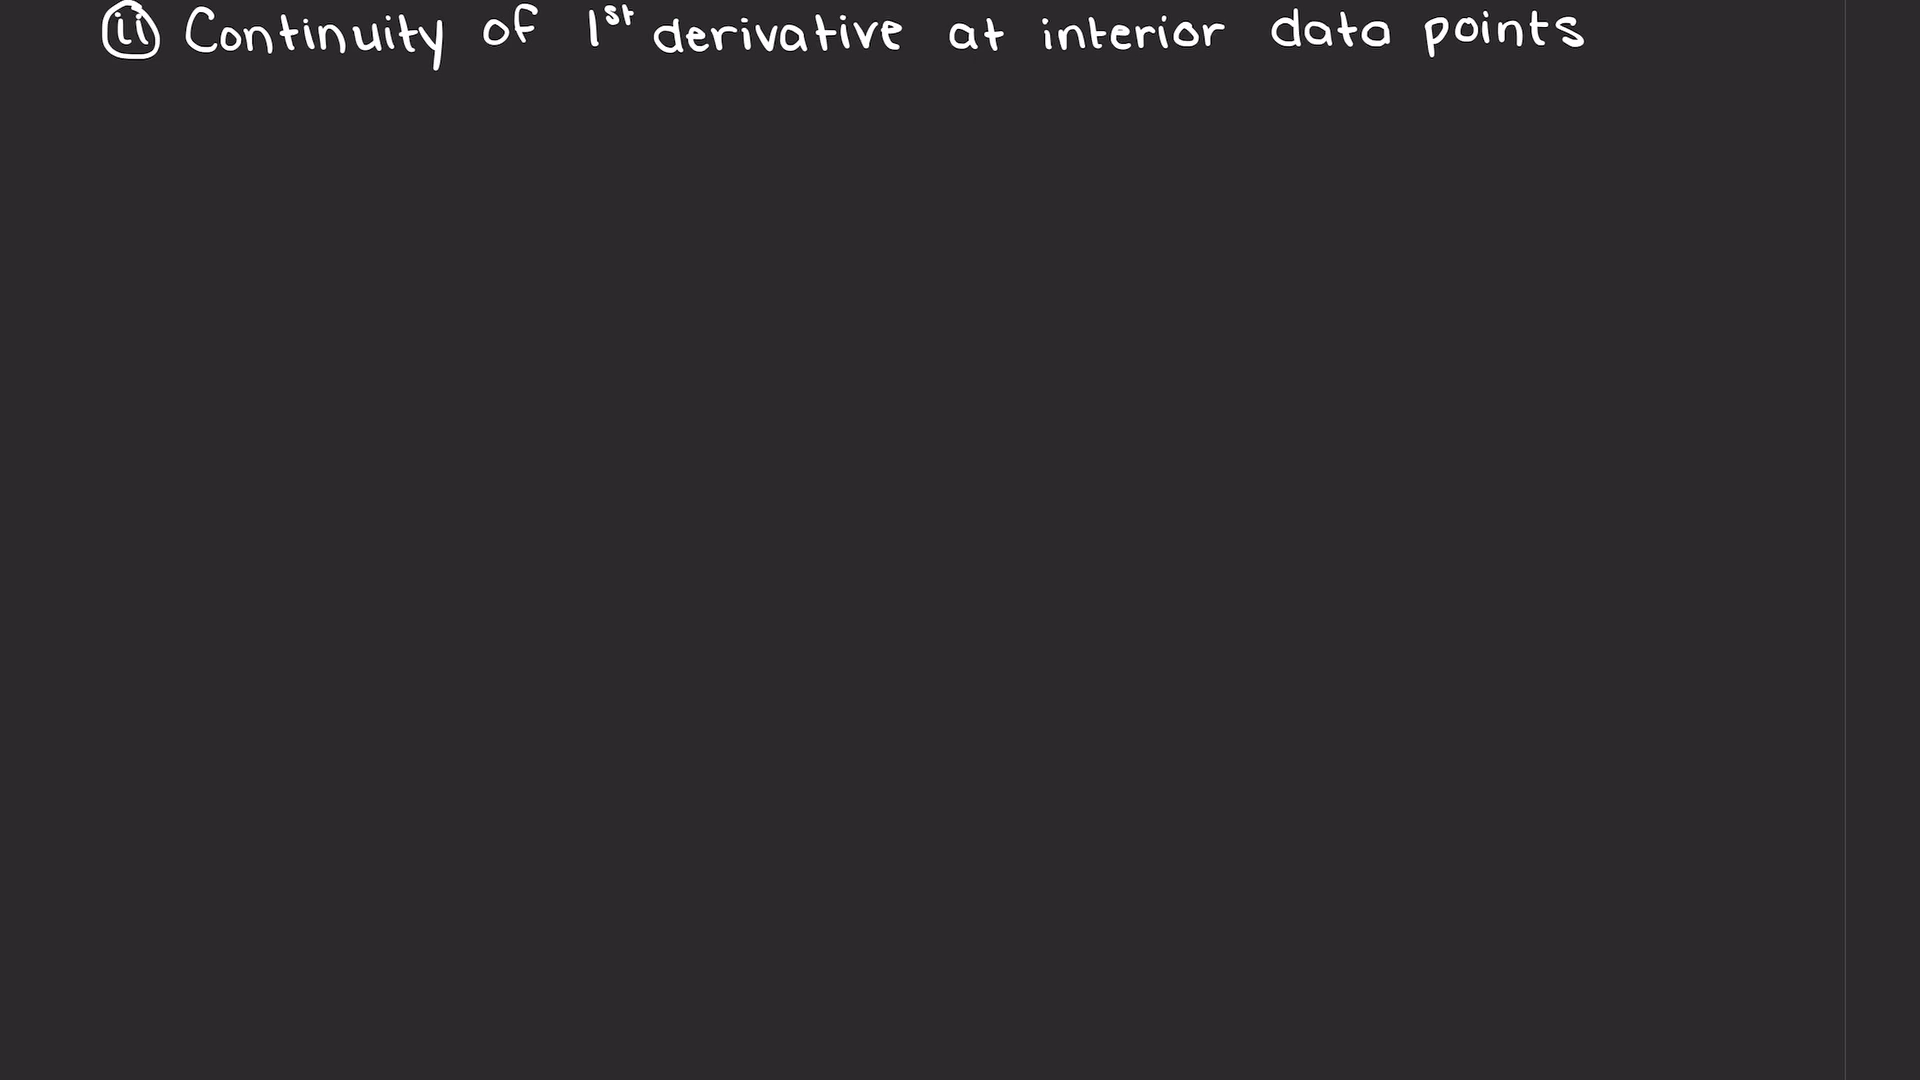 ⓘⓘ Continuity of 1ˢᵗ derivative at interior data points